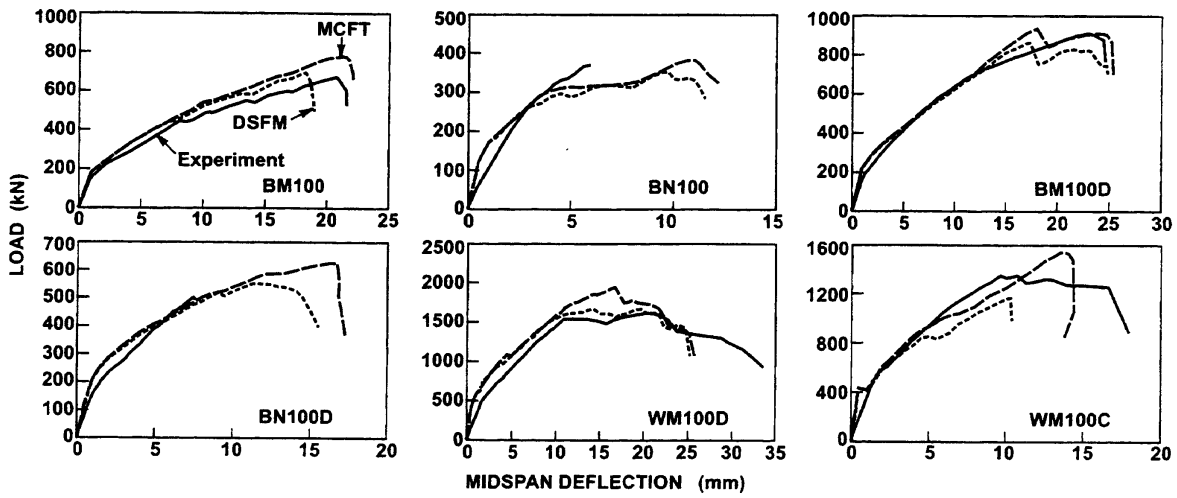 LOAD (kN)
1000
800
600
400
200
0
0 5 10 15 20 25
MCFT
DSFM
Experiment
BM100
500
400
300
200
100
0
0 5 10 15
BN100
1000
800
600
400
200
0
0 5 10 15 20 25 30
BM100D
700
600
500
400
300
200
100
0
0 5 10 15 20
BN100D
2500
2000
1500
1000
500
0
0 5 10 15 20 25 30 35
WM100D
1600
1200
800
400
0
0 5 10 15 20
WM100C
MIDSPAN DEFLECTION (mm)